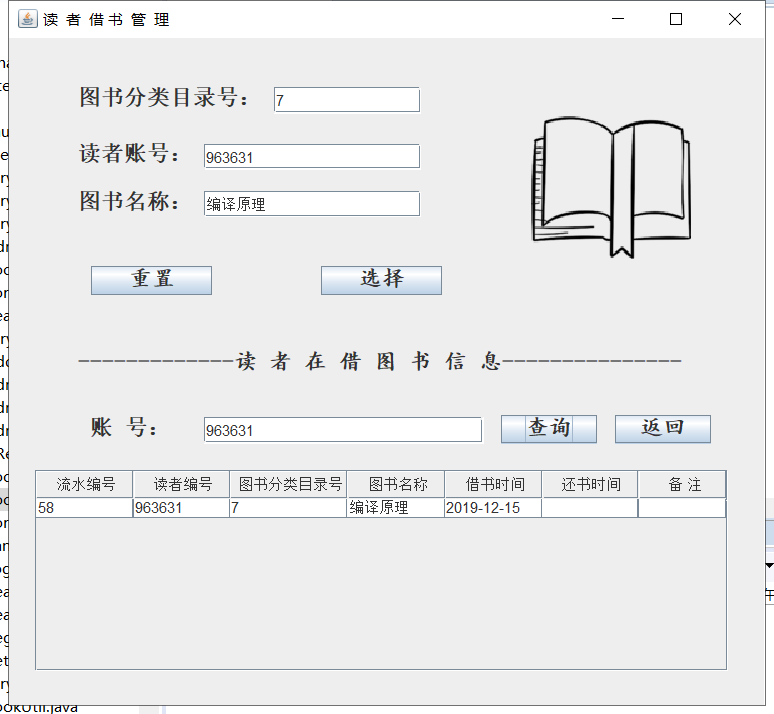 读 者 借 书 管 理
图书分类目录号： 7
读者账号： 963631
图书名称： 编译原理
重置 选择
-------------读 者 在 借 图 书 信 息---------------
账 号： 963631 查询 返回
流水编号 读者编号 图书分类目录号 图书名称 借书时间 还书时间 备 注
58 963631 7 编译原理 2019-12-15
ookUtil.java